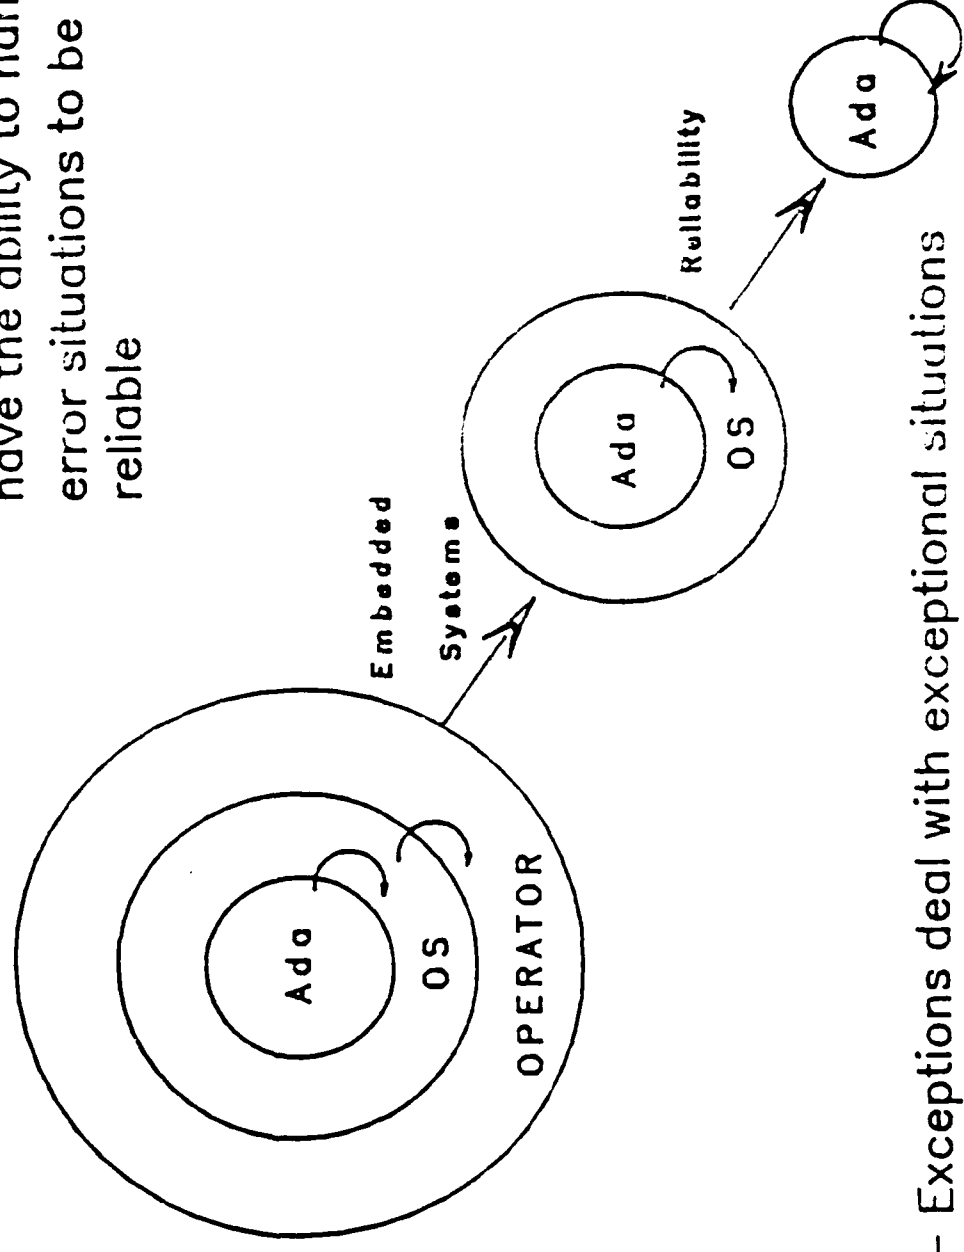 have the ability to
error situations to be
reliable
Ada
OS
OPERATOR
Embedded
Systems
Ada
OS
Reliability
Ada
- Exceptions deal with exceptional situations